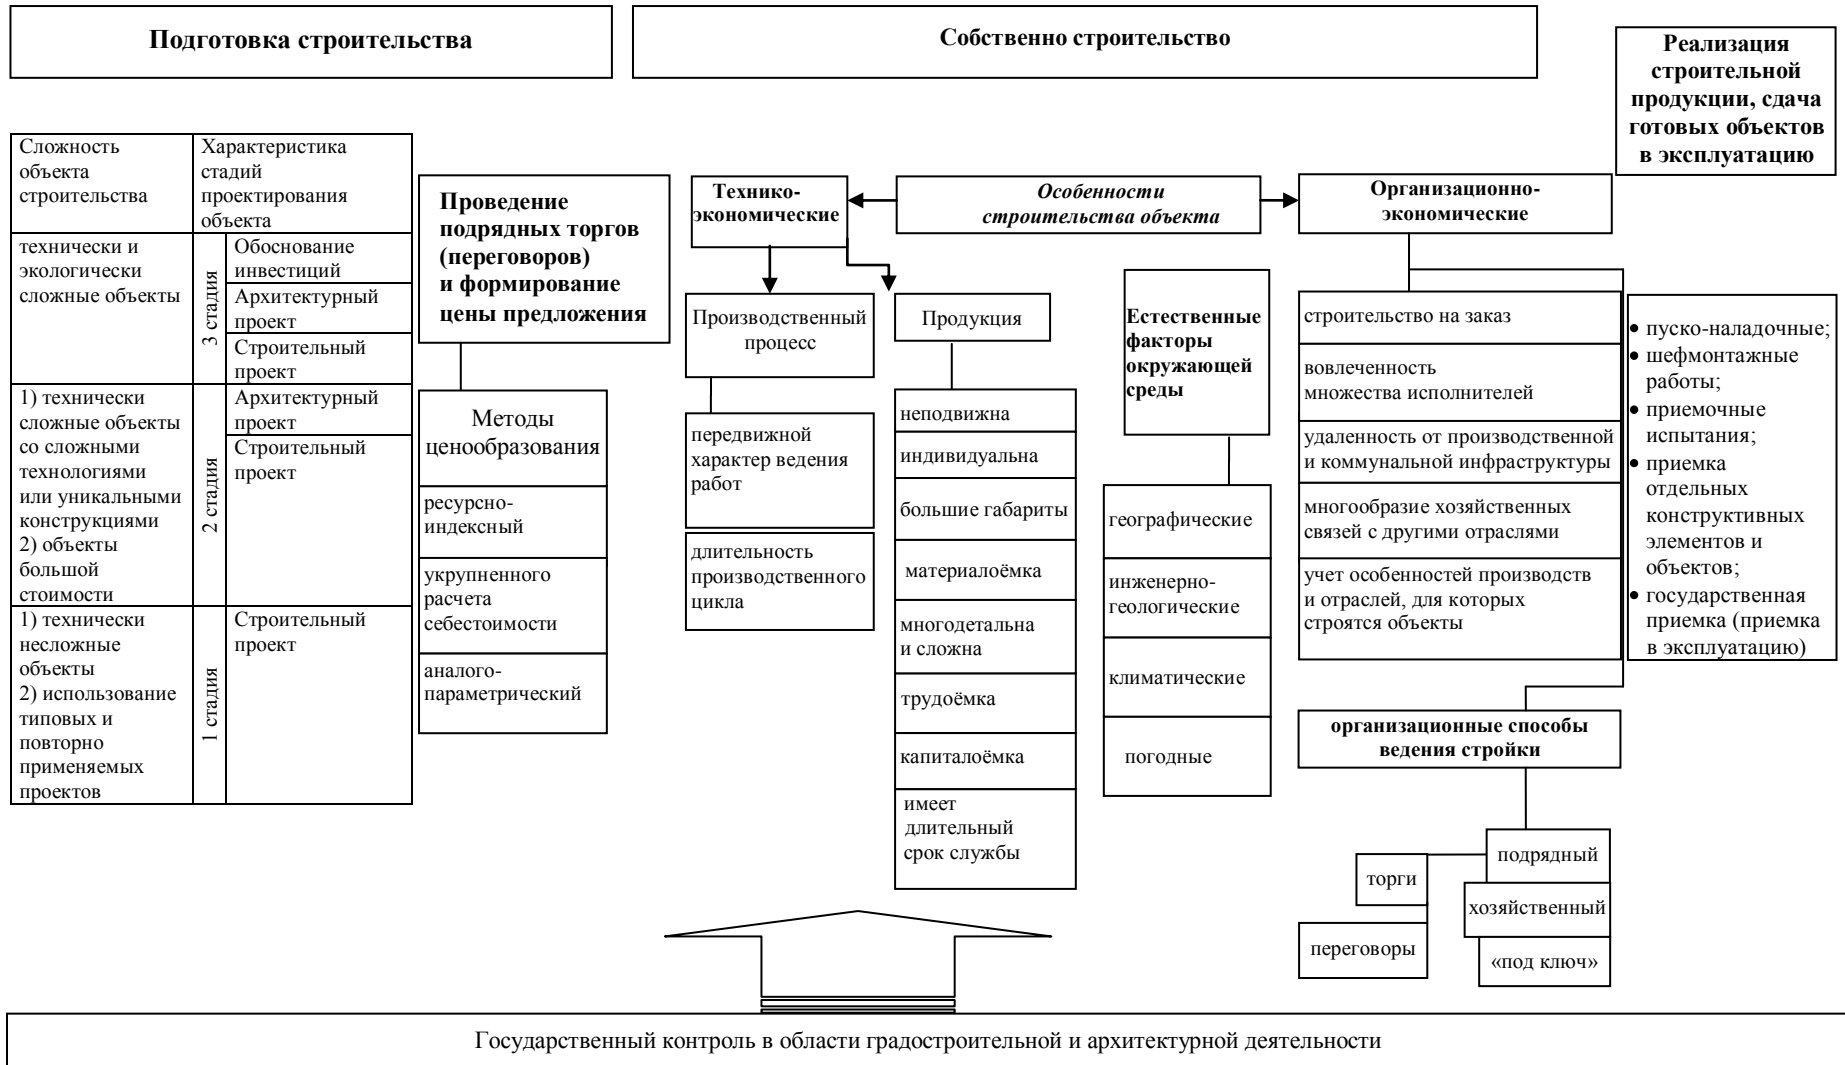 Подготовка строительства
Собственно строительство
Реализация
строительной
продукции, сдача
готовых объектов
в эксплуатацию
Сложность
объекта
строительства
Характеристика
стадий
проектирования
объекта
технически и
экологически
сложные объекты
3 стадия
Обоснование
инвестиций
Архитектурный
проект
Строительный
проект
1) технически
сложные объекты
со сложными
технологиями
или уникальными
конструкциями
2) объекты
большой
стоимости
2 стадия
Архитектурный
проект
Строительный
проект
1) технически
несложные
объекты
2) использование
типовых и
повторно
применяемых
проектов
1 стадия
Строительный
проект
Проведение
подрядных торгов
(переговоров)
и формирование
цены предложения
Методы
ценообразования
ресурсно-
индексный
укрупненного
расчета
себестоимости
аналого-
параметрический
Технико-
экономические
Особенности
строительства объекта
Организационно-
экономические
Производственный
процесс
передвижной
характер ведения
работ
длительность
производственного
цикла
Продукция
неподвижна
индивидуальна
большие габариты
материалоёмка
многодетальна
и сложна
трудоёмка
капиталоёмка
имеет
длительный
срок службы
Естественные
факторы
окружающей
среды
географические
инженерно-
геологические
климатические
погодные
строительство на заказ
вовлеченность
множества исполнителей
удаленность от производственной
и коммунальной инфраструктуры
многообразие хозяйственных
связей с другими отраслями
учет особенностей производств
и отраслей, для которых
строятся объекты
организационные способы
ведения стройки
подрядный
торги
хозяйственный
переговоры
«под ключ»
• пуско-наладочные;
• шефмонтажные
работы;
• приемочные
испытания;
• приемка
отдельных
конструктивных
элементов и
объектов;
• государственная
приемка (приемка
в эксплуатацию)
Государственный контроль в области градостроительной и архитектурной деятельности